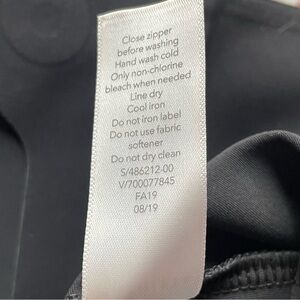 Close zipper
before washing
Hand wash cold
Only non-chlorine
bleach when needed
Line dry
Cool iron
Do not iron label
Do not use fabric
softener
Do not dry clean
S/486212-00
V/700077845
FA19
08/19